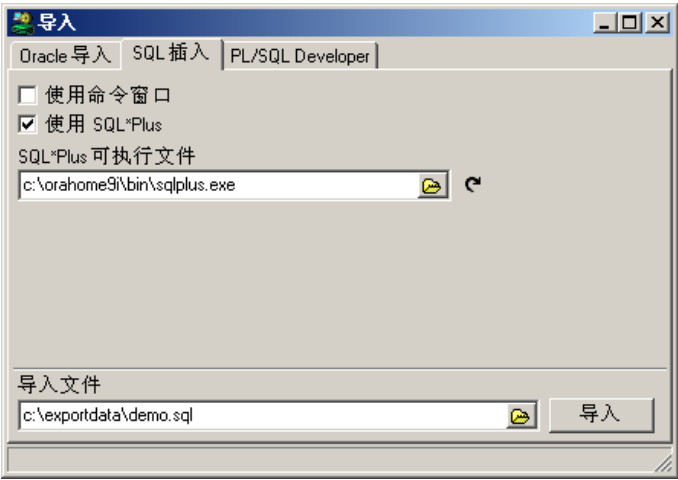 导入
Oracle 导入 SQL 插入 PL/SQL Developer
使用命令窗口
使用 SQL*Plus
SQL*Plus 可执行文件
c:\orahome9i\bin\sqlplus.exe
导入文件
c:\exportdata\demo.sql 导入